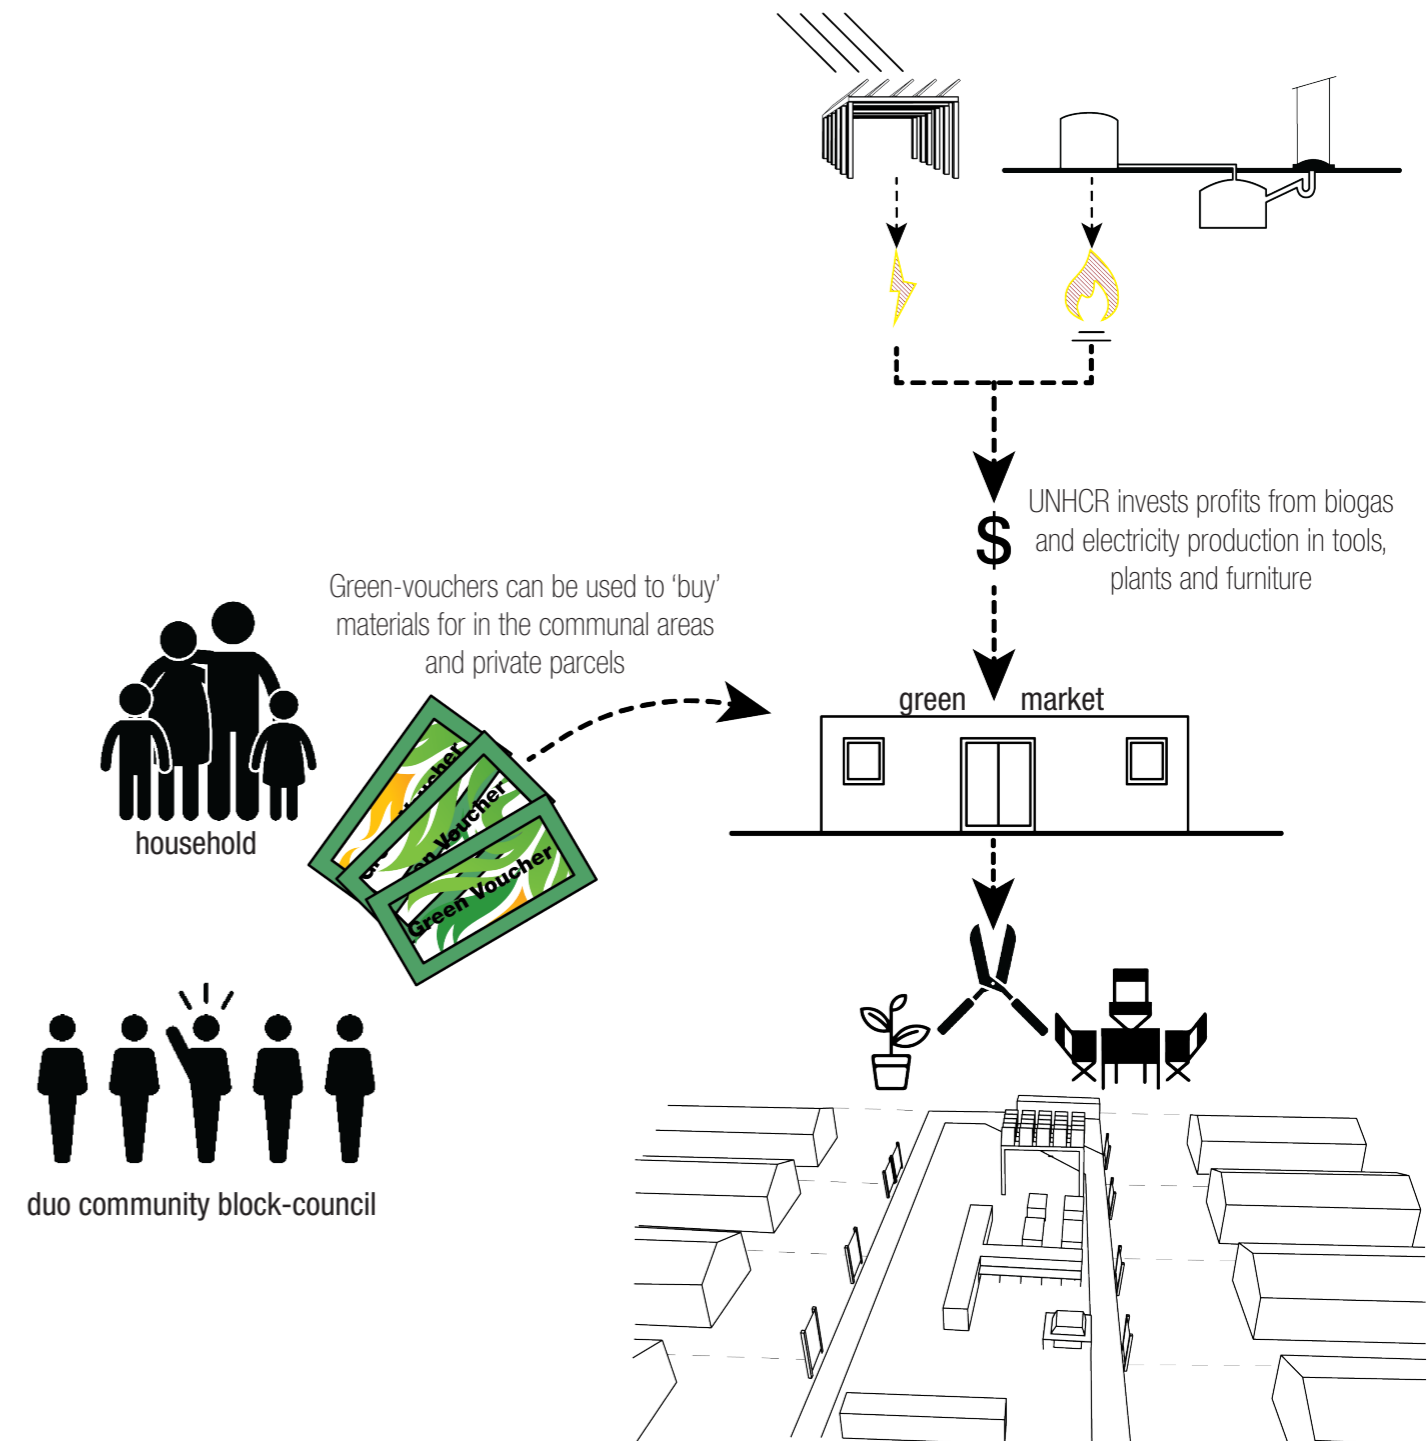 $
UNHCR invests profits from biogas
and electricity production in tools,
plants and furniture
Green-vouchers can be used to ‘buy’
materials for in the communal areas
and private parcels
green market
household
Voucher
Green Voucher
duo community block-council